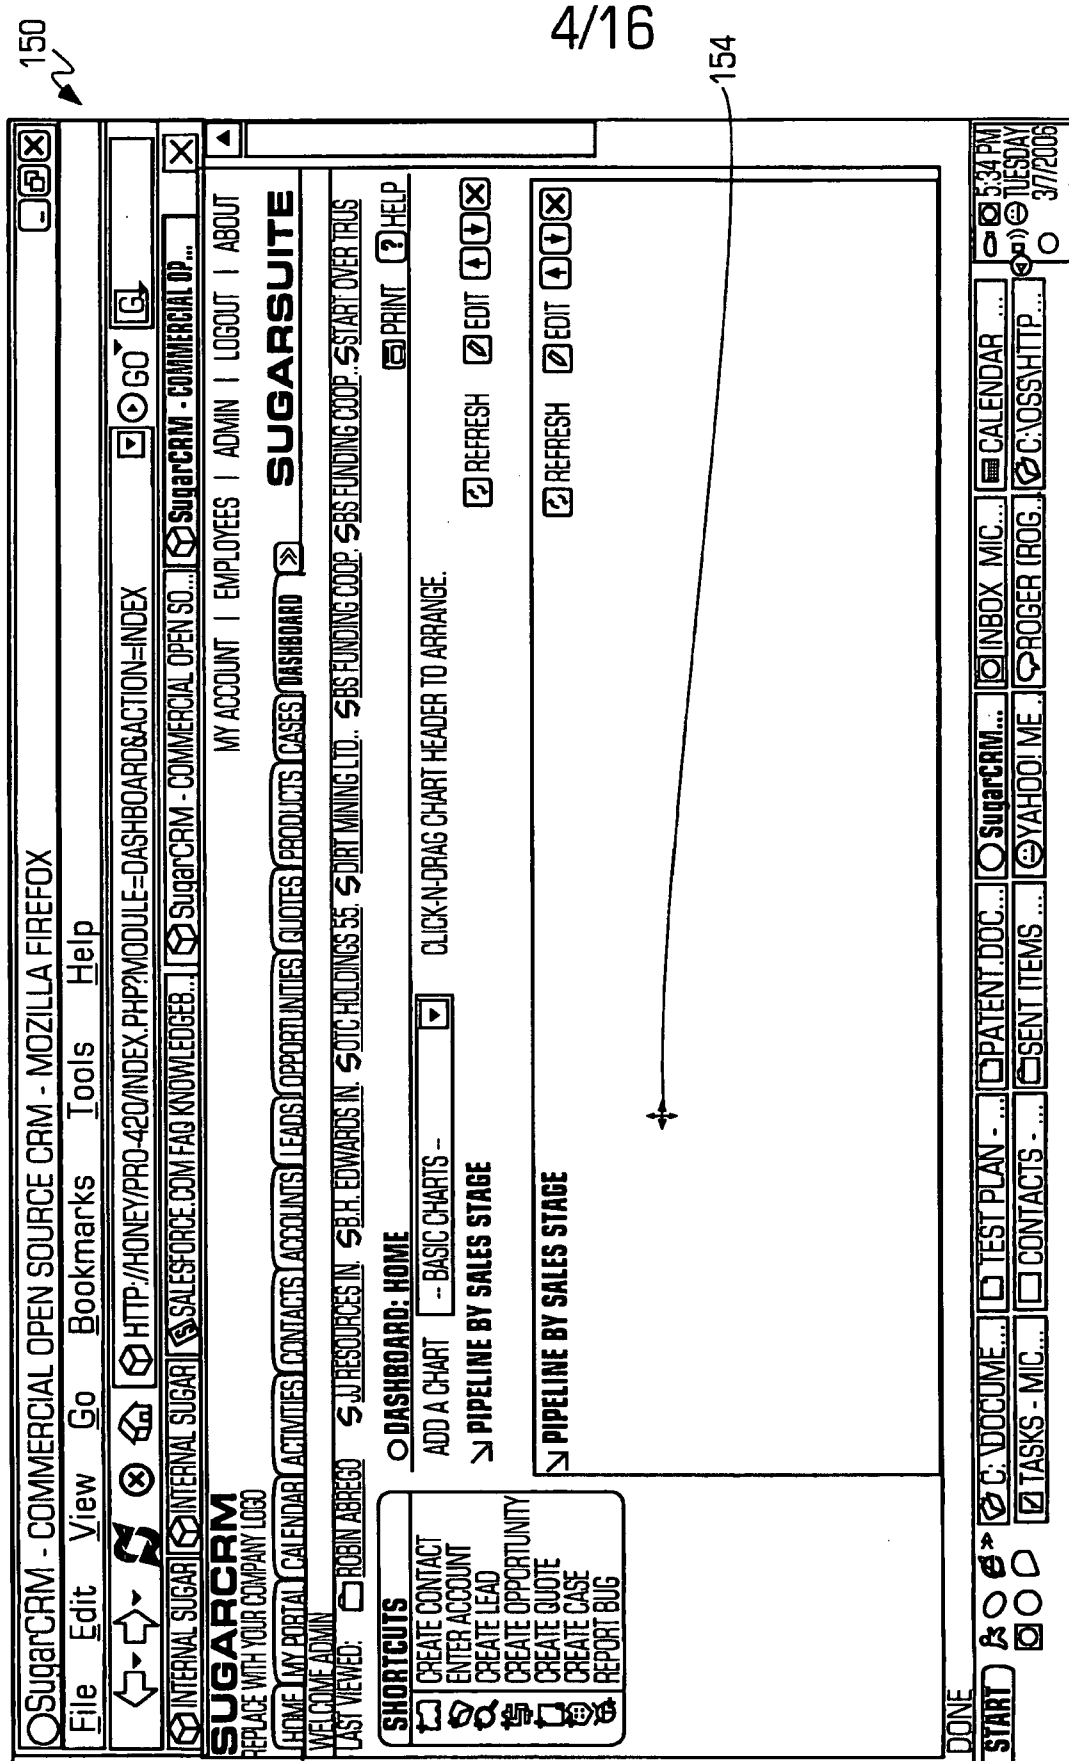 4/16
150
SugarCRM - COMMERCIAL OPEN SOURCE CRM - MOZILLA FIREFOX
File Edit View Go Bookmarks Tools Help
HTTP://HONEY/PRO-420/INDEX.PHP?MODULE=DASHBOARD&ACTION=INDEX GO G
INTERNAL SUGAR INTERNAL SUGAR SALESFORCE.COM FAQ KNOWLEDGEB... SugarCRM - COMMERCIAL OPEN SO... SugarCRM - COMMERCIAL OP...
SUGARCRM
REPLACE WITH YOUR COMPANY LOGO
MY ACCOUNT | EMPLOYEES | ADMIN | LOGOUT | ABOUT
SUGARSUITE
HOME MY PORTAL CALENDAR ACTIVITIES CONTACTS ACCOUNTS LEADS OPPORTUNITIES QUOTES PRODUCTS CASES DASHBOARD >>
WELCOME ADMIN
LAST VIEWED: ROBIN ABREGO JJ RESOURCES IN. B.H. EDWARDS IN. OTC HOLDINGS 55. DIRT MINING LTD.. BS FUNDING COOP. BS FUNDING COOP.. START OVER TRUS
SHORTCUTS
CREATE CONTACT
ENTER ACCOUNT
CREATE LEAD
CREATE OPPORTUNITY
CREATE QUOTE
CREATE CASE
REPORT BUG
DASHBOARD: HOME PRINT ? HELP
ADD A CHART -- BASIC CHARTS -- CLICK-N-DRAG CHART HEADER TO ARRANGE.
PIPELINE BY SALES STAGE REFRESH EDIT
PIPELINE BY SALES STAGE REFRESH EDIT
154
DONE
START C:\DOCUME... TEST PLAN - ... PATENT.DOC... SugarCRM... INBOX MIC... CALENDAR ... 5:34 PM
TASKS - MIC... CONTACTS - ... SENT ITEMS .... YAHOO! ME.. ROGER (ROG.. C:\OSS\HTTP... TUESDAY
3/7/2006